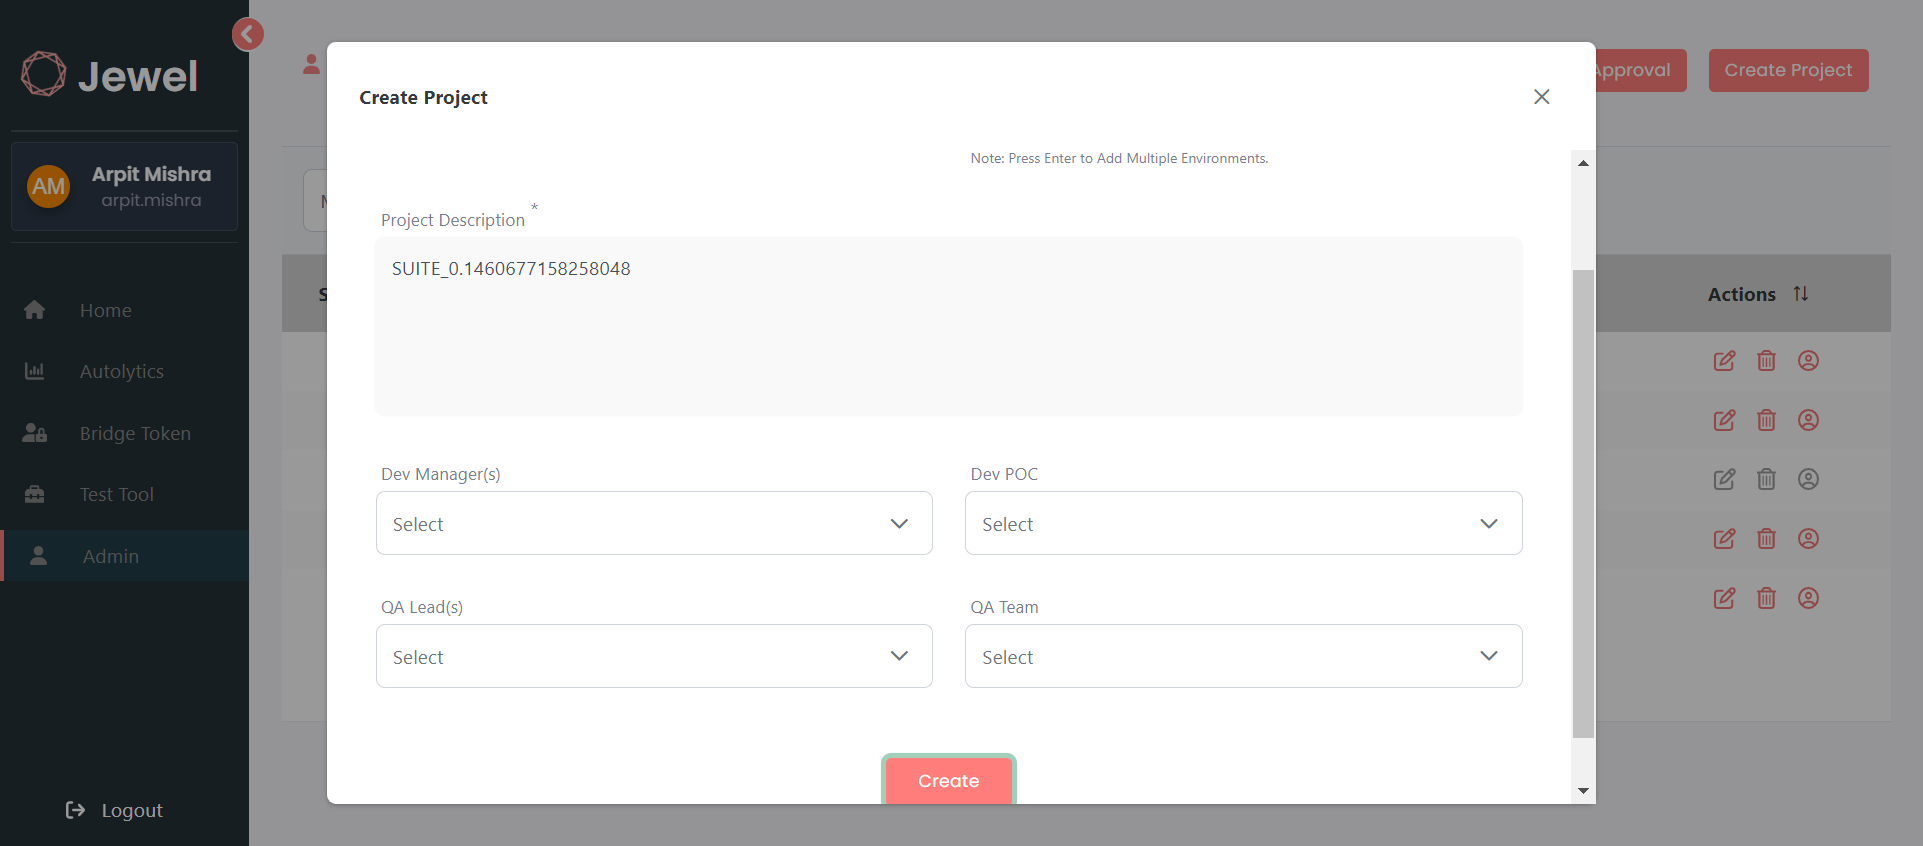 Jewel
AM
Arpit Mishra
arpit.mishra
Home
Autolytics
Bridge Token
Test Tool
Admin
Logout
Approval
Create Project
Create Project
Note: Press Enter to Add Multiple Environments.
Project Description *
SUITE_0.1460677158258048
Actions
Dev Manager(s)
Dev POC
Select
Select
QA Lead(s)
QA Team
Select
Select
Create